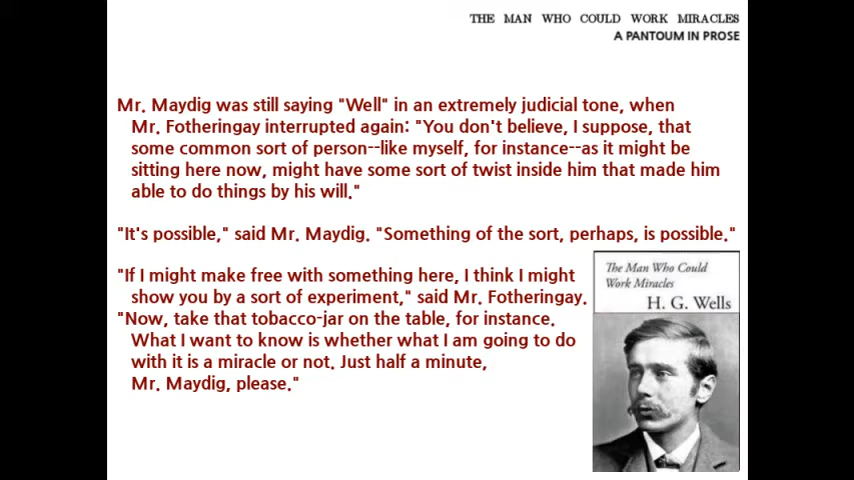 THE MAN WHO COULD WORK MIRACLES
A PANTOUM IN PROSE
Mr. Maydig was still saying "Well" in an extremely judicial tone, when
Mr. Fotheringay interrupted again: "You don't believe, I suppose, that
some common sort of person--like myself, for instance--as it might be
sitting here now, might have some sort of twist inside him that made him
able to do things by his will."
"It's possible," said Mr. Maydig. "Something of the sort, perhaps, is possible."
"If I might make free with something here, I think I might
show you by a sort of experiment," said Mr. Fotheringay.
"Now, take that tobacco-jar on the table, for instance.
What I want to know is whether what I am going to do
with it is a miracle or not. Just half a minute,
Mr. Maydig, please."
The Man Who Could
Work Miracles
H. G. Wells